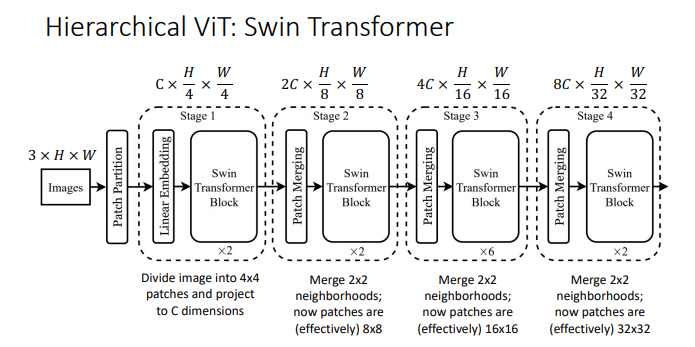 Hierarchical ViT: Swin Transformer
C × H/4 × W/4
2C × H/8 × W/8
4C × H/16 × W/16
8C × H/32 × W/32
3 × H × W
Images
Patch Partition
Stage 1
Linear Embedding
Swin
Transformer
Block
×2
Stage 2
Patch Merging
Swin
Transformer
Block
×2
Stage 3
Patch Merging
Swin
Transformer
Block
×6
Stage 4
Patch Merging
Swin
Transformer
Block
×2
Divide image into 4x4
patches and project
to C dimensions
Merge 2x2
neighborhoods;
now patches are
(effectively) 8x8
Merge 2x2
neighborhoods;
now patches are
(effectively) 16x16
Merge 2x2
neighborhoods;
now patches are
(effectively) 32x32